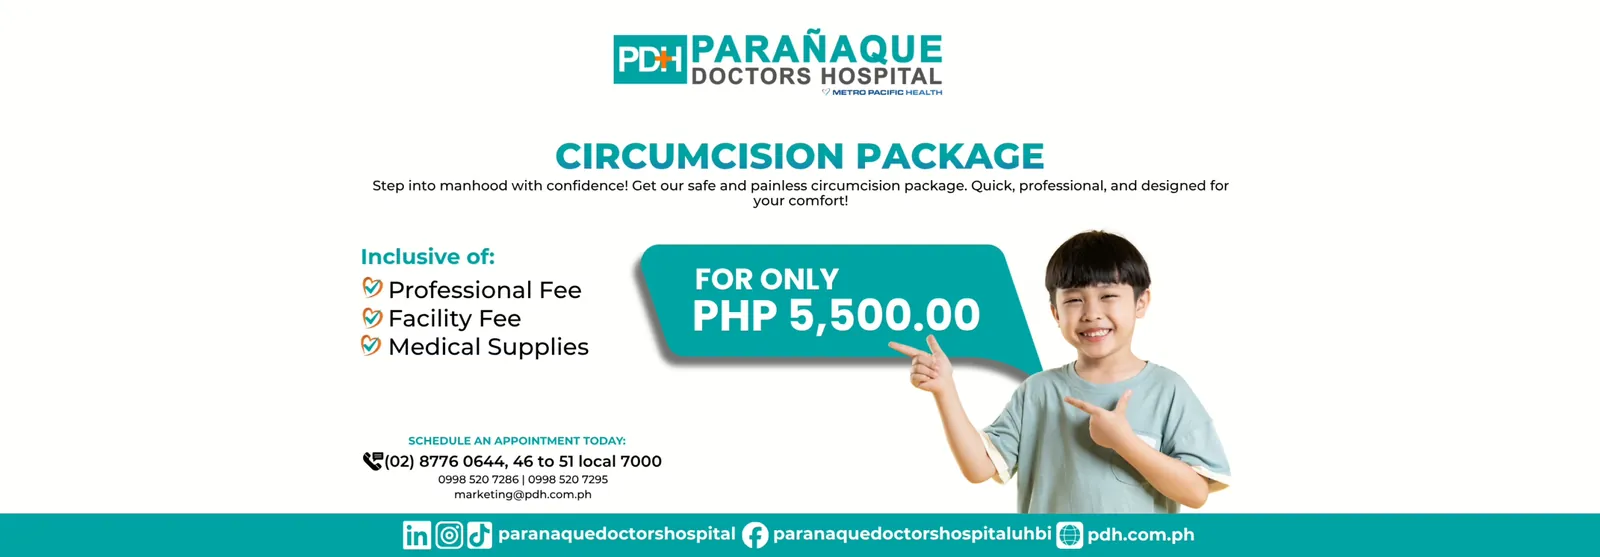 PDH PARAÑAQUE
DOCTORS HOSPITAL
METRO PACIFIC HEALTH
CIRCUMCISION PACKAGE
Step into manhood with confidence! Get our safe and painless circumcision package. Quick, professional, and designed for
your comfort!
Inclusive of:
Professional Fee
Facility Fee
Medical Supplies
FOR ONLY
PHP 5,500.00
SCHEDULE AN APPOINTMENT TODAY:
(02) 8776 0644, 46 to 51 local 7000
0998 520 7286 | 0998 520 7295
marketing@pdh.com.ph
in paranaquedoctorshospital f paranaquedoctorshospitaluhbi pdh.com.ph